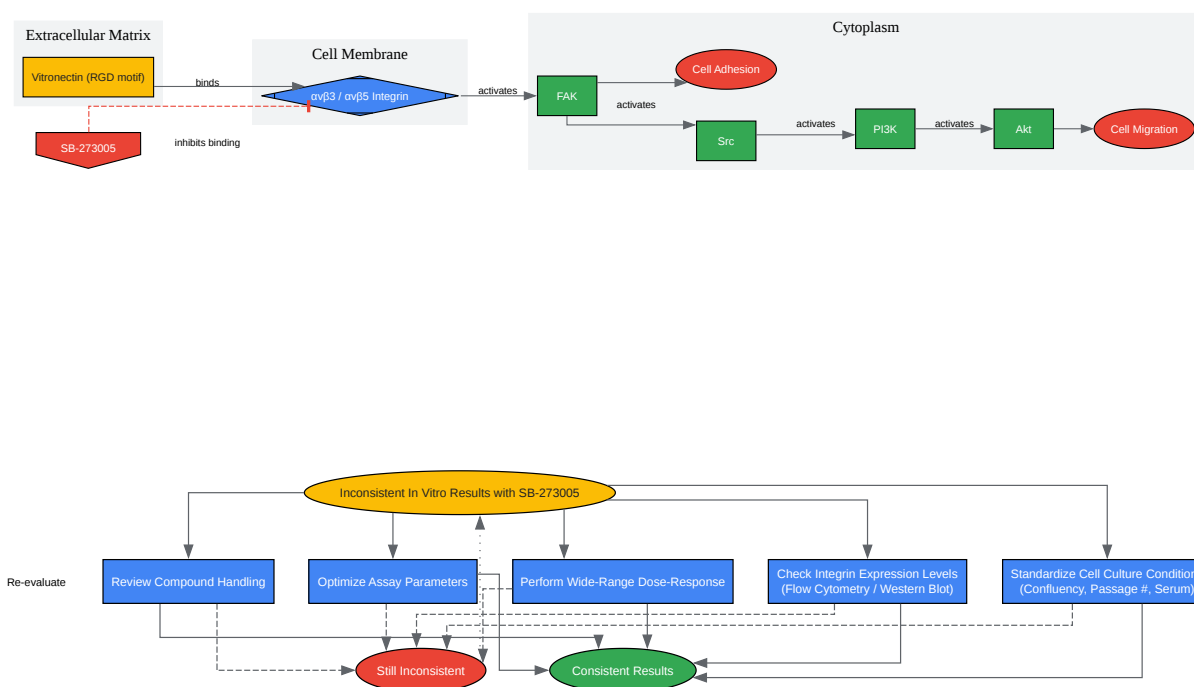 Extracellular Matrix
Cell Membrane
Cytoplasm
Vitronectin (RGD motif)
binds
αvβ3 / αvβ5 Integrin
activates
FAK
Cell Adhesion
activates
Src
activates
PI3K
activates
Akt
Cell Migration
SB-273005
inhibits binding
Inconsistent In Vitro Results with SB-273005
Re-evaluate
Review Compound Handling
Optimize Assay Parameters
Perform Wide-Range Dose-Response
Check Integrin Expression Levels
(Flow Cytometry / Western Blot)
Standardize Cell Culture Condition
(Confluency, Passage #, Serum)
Still Inconsistent
Consistent Results